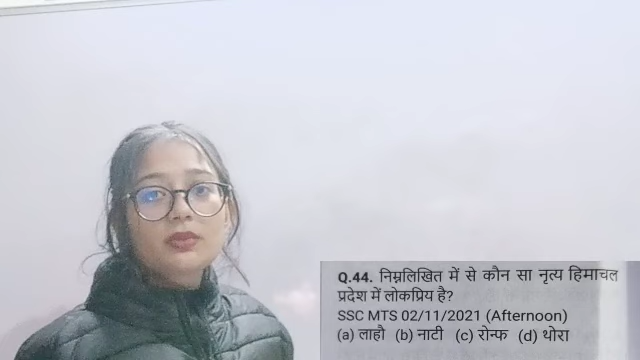 Q.44. निम्नलिखित में से कौन सा नृत्य हिमाचल
प्रदेश में लोकप्रिय है?
SSC MTS 02/11/2021 (Afternoon)
(a) लाहौ (b) नाटी (c) रोन्फ (d) थोरा